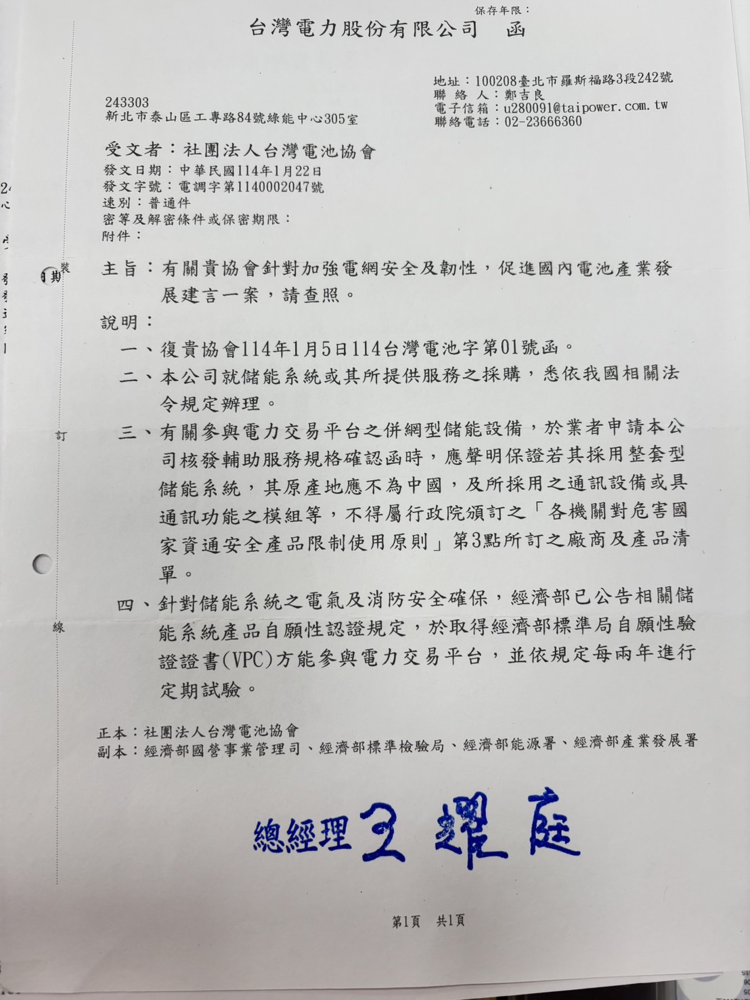 保存年限：
台灣電力股份有限公司　函
地址：100208臺北市羅斯福路3段242號
聯 絡 人：鄭吉良
電子信箱：u280091@taipower.com.tw
聯絡電話：02-23666360
243303
新北市泰山區工專路84號綠能中心305室
受文者：社團法人台灣電池協會
發文日期：中華民國114年1月22日
發文字號：電調字第1140002047號
速別：普通件
密等及解密條件或保密期限：
附件：
主旨：有關貴協會針對加強電網安全及韌性，促進國內電池產業發
展建言一案，請查照。
說明：
一、復貴協會114年1月5日114台灣電池字第01號函。
二、本公司就儲能系統或其所提供服務之採購，悉依我國相關法
令規定辦理。
三、有關參與電力交易平台之併網型儲能設備，於業者申請本公
司核發輔助服務規格確認函時，應聲明保證若其採用整套型
儲能系統，其原產地應不為中國，及所採用之通訊設備或具
通訊功能之模組等，不得屬行政院頒訂之「各機關對危害國
家資通安全產品限制使用原則」第3點所訂之廠商及產品清
單。
四、針對儲能系統之電氣及消防安全確保，經濟部已公告相關儲
能系統產品自願性認證規定，於取得經濟部標準局自願性驗
證證書(VPC)方能參與電力交易平台，並依規定每兩年進行
定期試驗。
正本：社團法人台灣電池協會
副本：經濟部國營事業管理司、經濟部標準檢驗局、經濟部能源署、經濟部產業發展署
總經理 王耀庭
第1頁　共1頁
裝
訂
線
日期